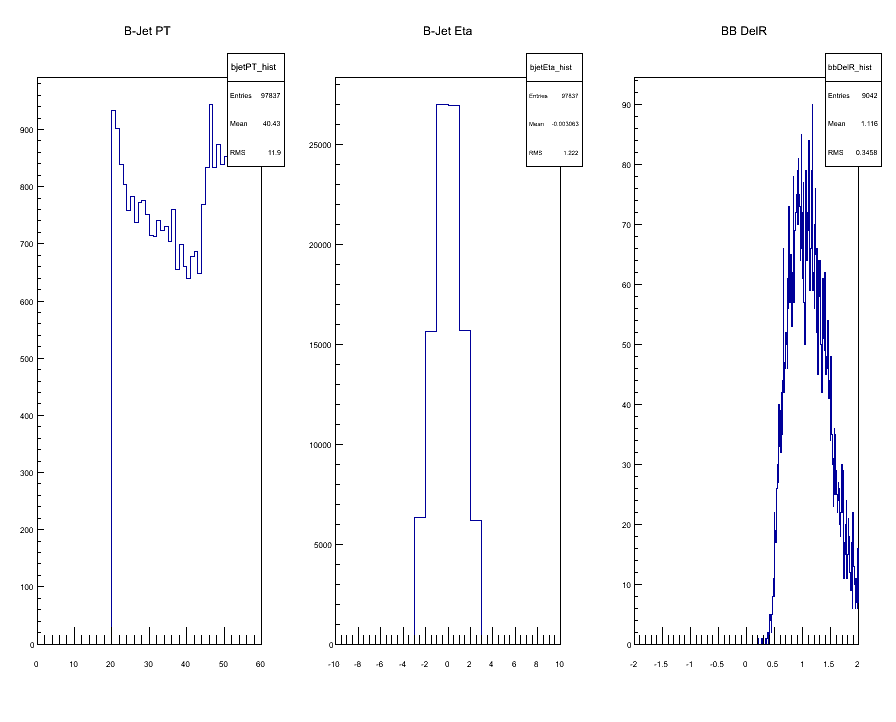 B-Jet PT
bjetPT_hist
Entries 97837
Mean 40.43
RMS 11.9
900
800
700
600
500
400
300
200
100
0
0 10 20 30 40 50 60
B-Jet Eta
bjetEta_hist
Entries 97837
Mean -0.003063
RMS 1.222
25000
20000
15000
10000
5000
0
-10 -8 -6 -4 -2 0 2 4 6 8 10
BB DelR
bbDelR_hist
Entries 9042
Mean 1.116
RMS 0.3458
90
80
70
60
50
40
30
20
10
0
-2 -1.5 -1 -0.5 0 0.5 1 1.5 2